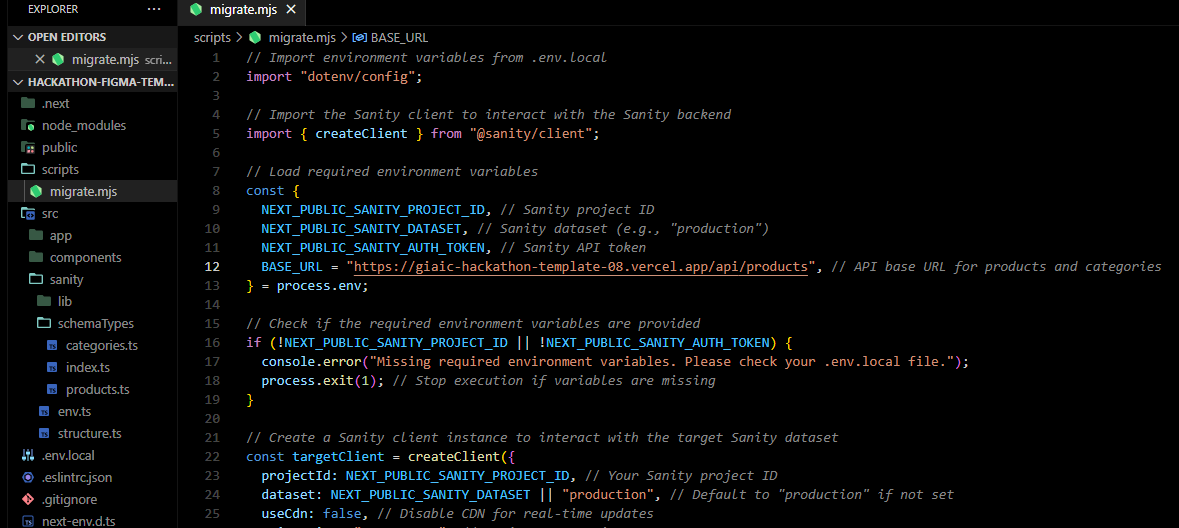 EXPLORER
···
OPEN EDITORS
migrate.mjs scri...
HACKATHON-FIGMA-TEM...
.next
node_modules
public
scripts
migrate.mjs
src
app
components
sanity
lib
schemaTypes
categories.ts
index.ts
products.ts
env.ts
structure.ts
.env.local
.eslintrc.json
.gitignore
next-env.d.ts
migrate.mjs
scripts > migrate.mjs > BASE_URL
1 // Import environment variables from .env.local
2 import "dotenv/config";
3
4 // Import the Sanity client to interact with the Sanity backend
5 import { createClient } from "@sanity/client";
6
7 // Load required environment variables
8 const {
9 NEXT_PUBLIC_SANITY_PROJECT_ID, // Sanity project ID
10 NEXT_PUBLIC_SANITY_DATASET, // Sanity dataset (e.g., "production")
11 NEXT_PUBLIC_SANITY_AUTH_TOKEN, // Sanity API token
12 BASE_URL = "https://giaic-hackathon-template-08.vercel.app/api/products", // API base URL for products and categories
13 } = process.env;
14
15 // Check if the required environment variables are provided
16 if (!NEXT_PUBLIC_SANITY_PROJECT_ID || !NEXT_PUBLIC_SANITY_AUTH_TOKEN) {
17 console.error("Missing required environment variables. Please check your .env.local file.");
18 process.exit(1); // Stop execution if variables are missing
19 }
20
21 // Create a Sanity client instance to interact with the target Sanity dataset
22 const targetClient = createClient({
23 projectId: NEXT_PUBLIC_SANITY_PROJECT_ID, // Your Sanity project ID
24 dataset: NEXT_PUBLIC_SANITY_DATASET || "production", // Default to "production" if not set
25 useCdn: false, // Disable CDN for real-time updates